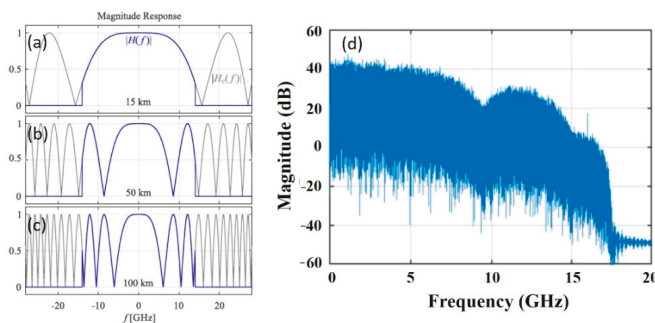 Magnitude Response
(a)
|H(f)|
|H_c(f)|
15 km
1
0.5
0
(b)
50 km
1
0.5
0
(c)
100 km
1
0.5
0
-20 -10 0 10 20
f[GHz]
(d)
Magnitude (dB)
60
40
20
0
-20
-40
-60
0 5 10 15 20
Frequency (GHz)